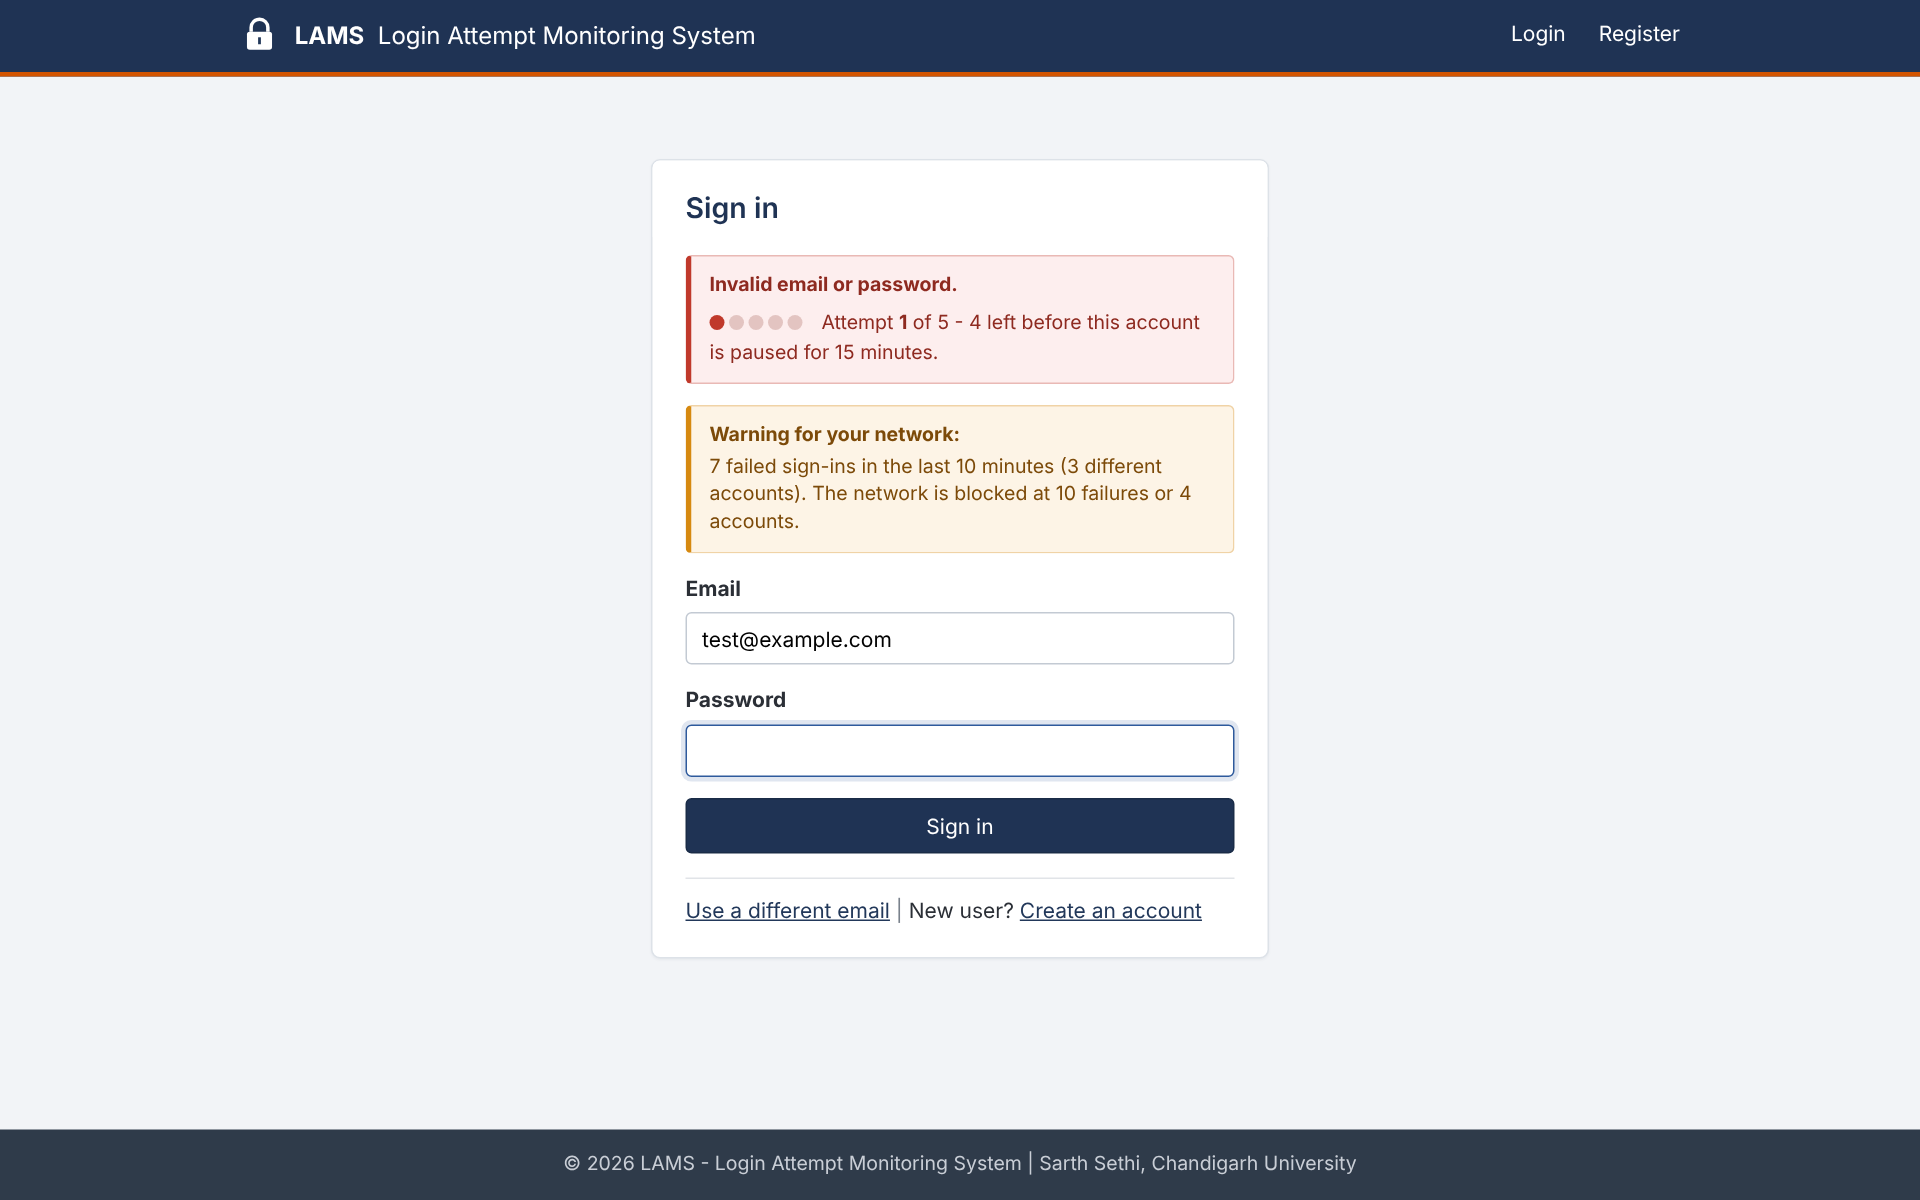 LAMS Login Attempt Monitoring System
Login Register
Sign in
Invalid email or password.
Attempt 1 of 5 - 4 left before this account
is paused for 15 minutes.
Warning for your network:
7 failed sign-ins in the last 10 minutes (3 different
accounts). The network is blocked at 10 failures or 4
accounts.
Email
test@example.com
Password
Sign in
Use a different email | New user? Create an account
© 2026 LAMS - Login Attempt Monitoring System | Sarth Sethi, Chandigarh University